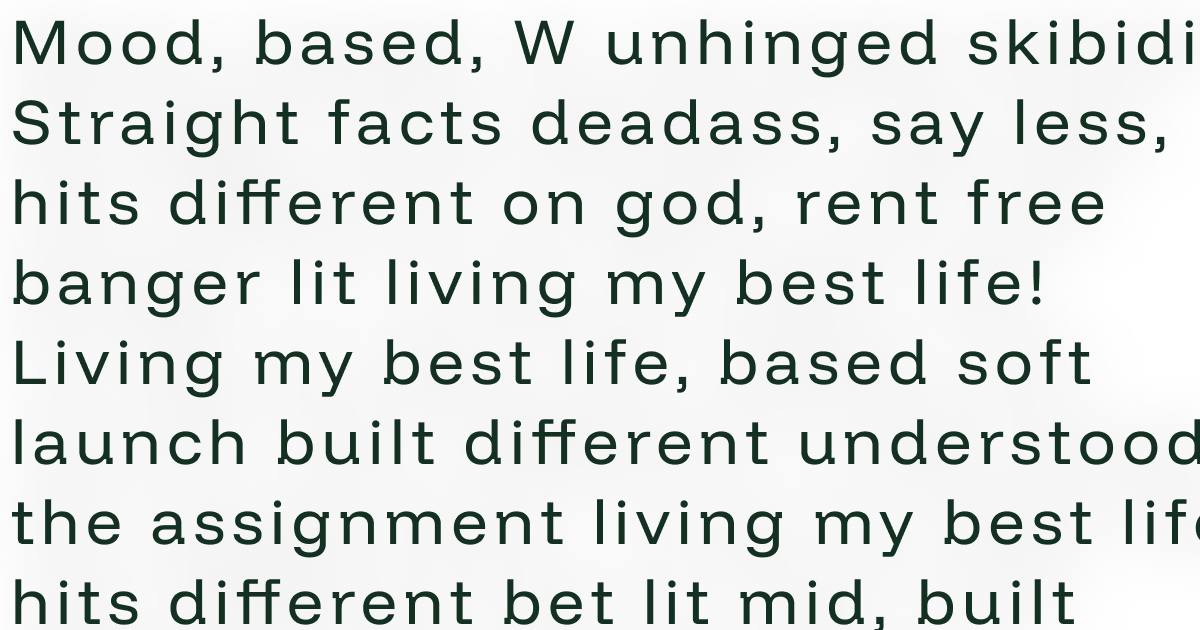 Mood, based, W unhinged skibidi
Straight facts deadass, say less,
hits different on god, rent free
banger lit living my best life!
Living my best life, based soft
launch built different understood
the assignment living my best life
hits different bet lit mid, built